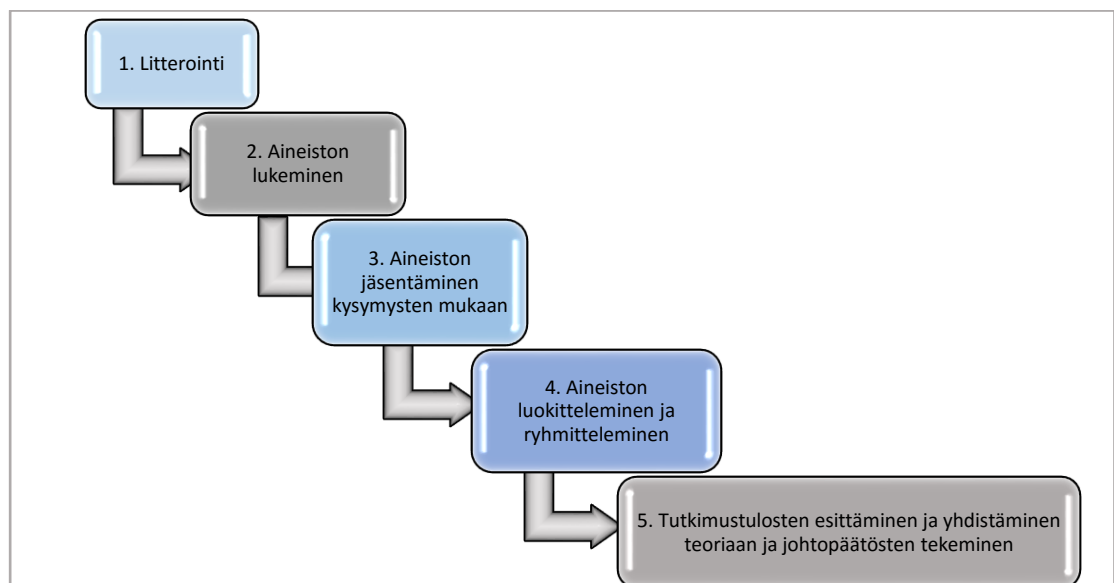 1. Litterointi
2. Aineiston
lukeminen
3. Aineiston
jäsentäminen
kysymysten mukaan
4. Aineiston
luokitteleminen ja
ryhmitteleminen
5. Tutkimustulosten esittäminen ja yhdistäminen
teoriaan ja johtopäätösten tekeminen